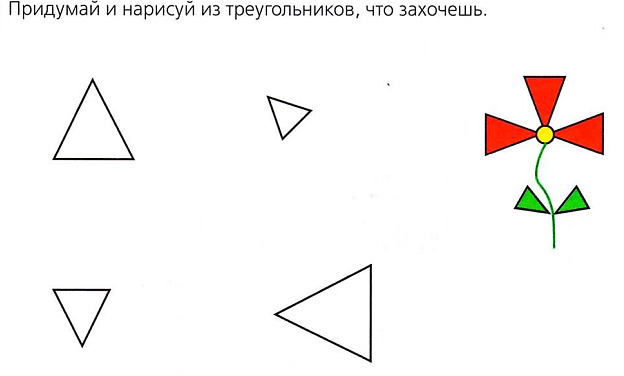 Придумай и нарисуй из треугольников, что захочешь.